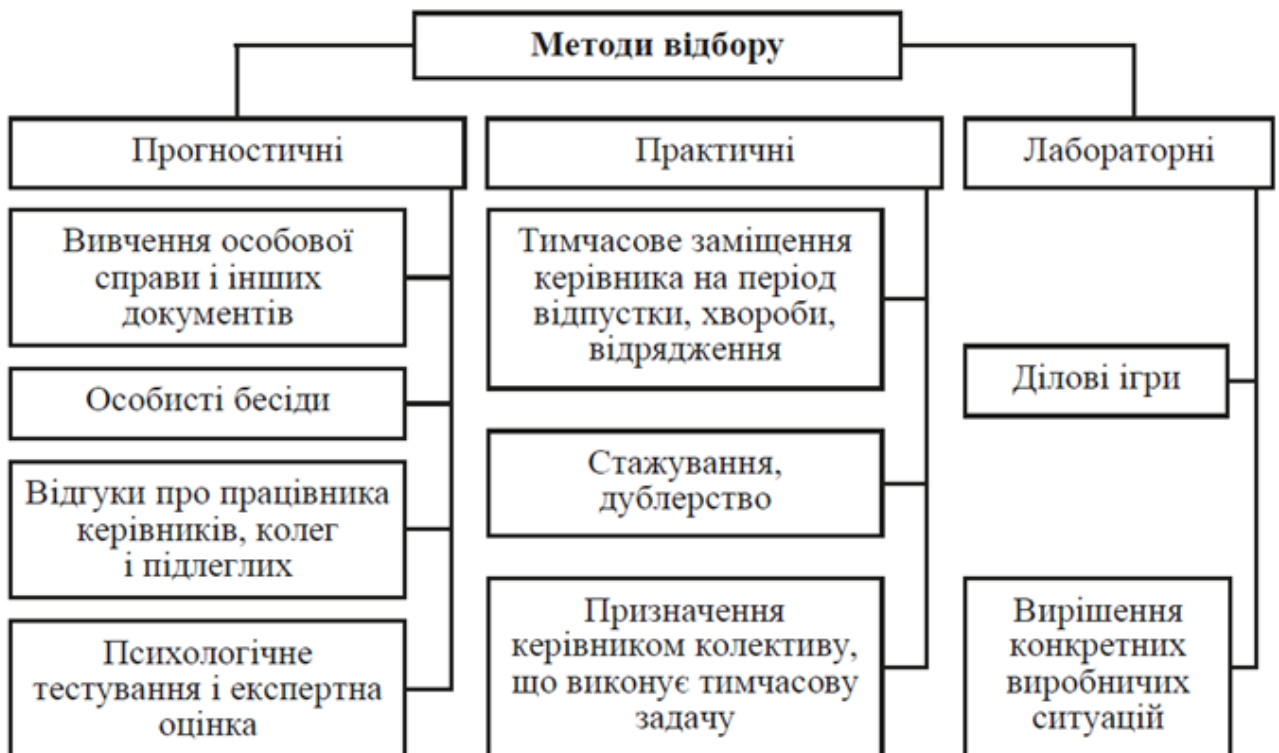 Методи відбору
Прогностичні
Вивчення особової
справи і інших
документів
Особисті бесіди
Відгуки про працівника
керівників, колег
і підлеглих
Психологічне
тестування і експертна
оцінка
Практичні
Тимчасове заміщення
керівника на період
відпустки, хвороби,
відрядження
Стажування,
дублерство
Призначення
керівником колективу,
що виконує тимчасову
задачу
Лабораторні
Ділові ігри
Вирішення
конкретних
виробничих
ситуацій